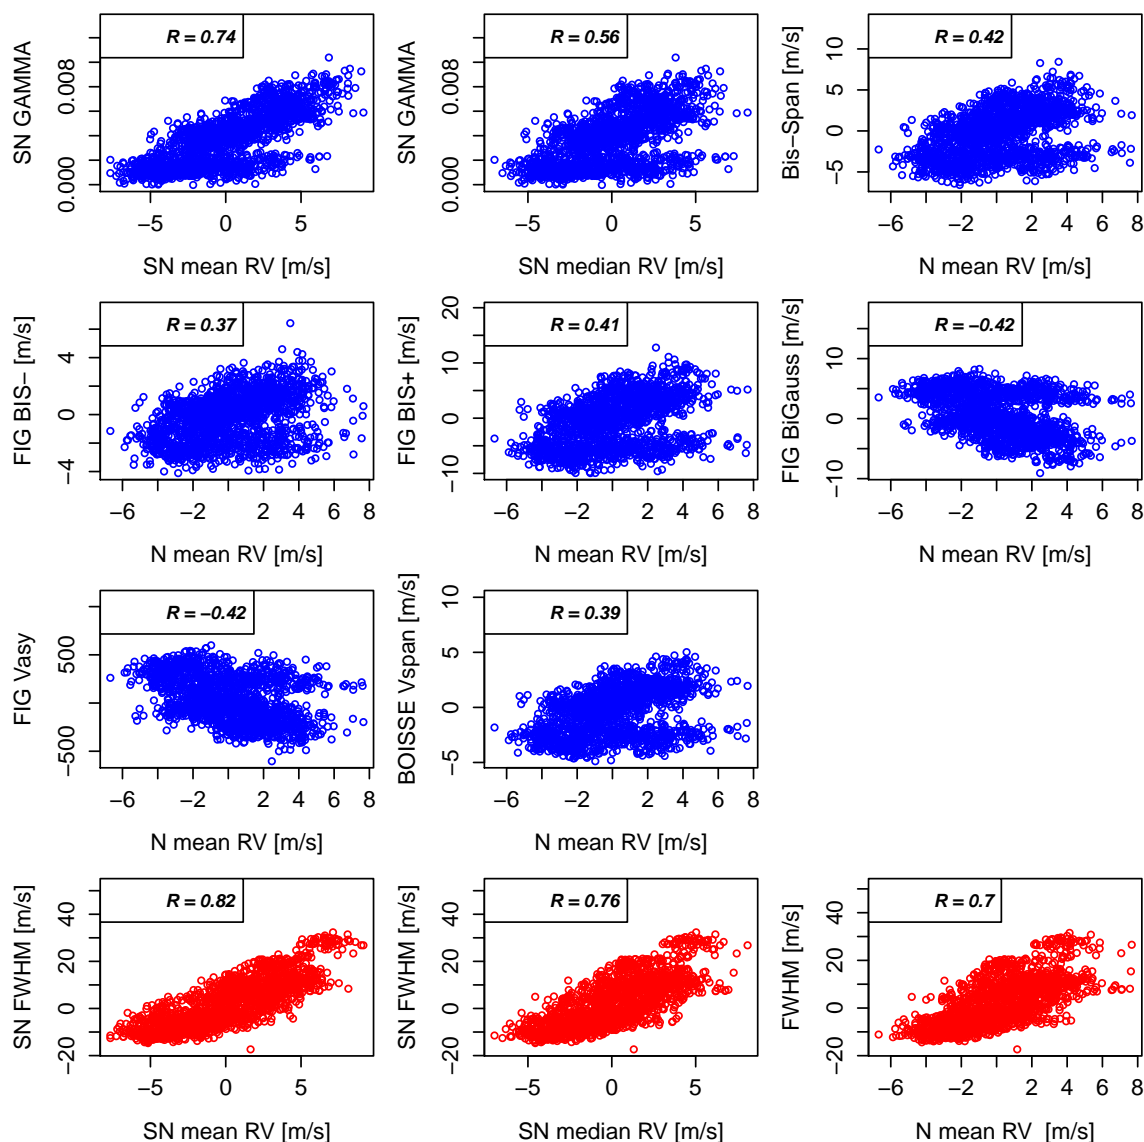 R = 0.74
SN GAMMA
0.000 0.008
−5 0 5
SN mean RV [m/s]
R = 0.56
SN GAMMA
0.000 0.008
−5 0 5
SN median RV [m/s]
R = 0.42
Bis−Span [m/s]
−5 0 5 10
−6 −2 2 4 6 8
N mean RV [m/s]
R = 0.37
FIG BIS− [m/s]
−4 0 4
−6 −2 2 4 6 8
N mean RV [m/s]
R = 0.41
FIG BIS+ [m/s]
−10 0 10 20
−6 −2 2 4 6 8
N mean RV [m/s]
R = −0.42
FIG BiGauss [m/s]
−10 0 10
−6 −2 2 4 6 8
N mean RV [m/s]
R = −0.42
FIG Vasy
−500 500
−6 −2 2 4 6 8
N mean RV [m/s]
R = 0.39
BOISSE Vspan [m/s]
−5 0 5 10
−6 −2 2 4 6 8
N mean RV [m/s]
R = 0.82
SN FWHM [m/s]
−20 0 20 40
−5 0 5
SN mean RV [m/s]
R = 0.76
SN FWHM [m/s]
−20 0 20 40
−5 0 5
SN median RV [m/s]
R = 0.7
FWHM [m/s]
−20 0 20 40
−6 −2 2 4 6 8
N mean RV [m/s]